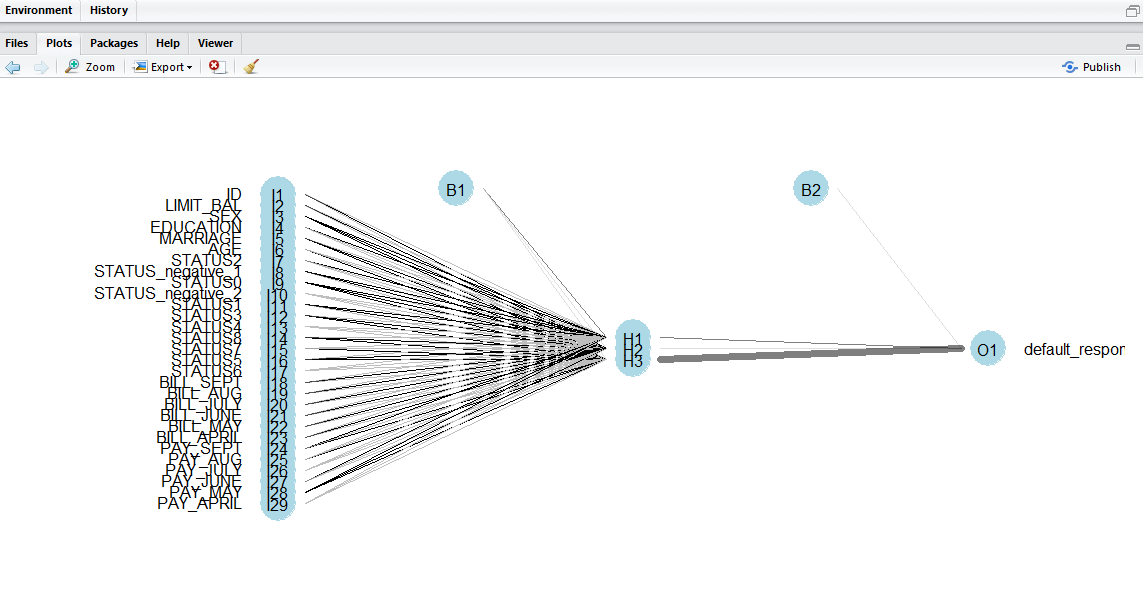 Environment History
Files Plots Packages Help Viewer
Zoom Export Publish
B1 B2
ID I1
LIMIT_BAL I2
SEX I3
EDUCATION I4
MARRIAGE I5
AGE I6
STATUS2 I7
STATUS_negative_1 I8
STATUS0 I9
STATUS_negative_2 I10
STATUS1 I11
STATUS3 I12
STATUS4 I13
STATUS8 I14
STATUS7 I15
STATUS5 I16
STATUS6 I17
BILL_SEPT I18
BILL_AUG I19
BILL_JULY I20
BILL_JUNE I21
BILL_MAY I22
BILL_APRIL I23
PAY_SEPT I24
PAY_AUG I25
PAY_JULY I26
PAY_JUNE I27
PAY_MAY I28
PAY_APRIL I29
H1
H2
H3
O1 default_respor